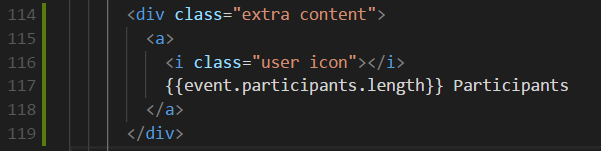 114 <div class="extra content">
115 <a>
116 <i class="user icon"></i>
117 {{event.participants.length}} Participants
118 </a>
119 </div>